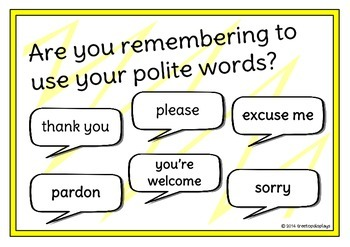 Are you remembering to
use your polite words?
thank you
please
excuse me
pardon
you're
welcome
sorry
© 2014 treetopdisplays